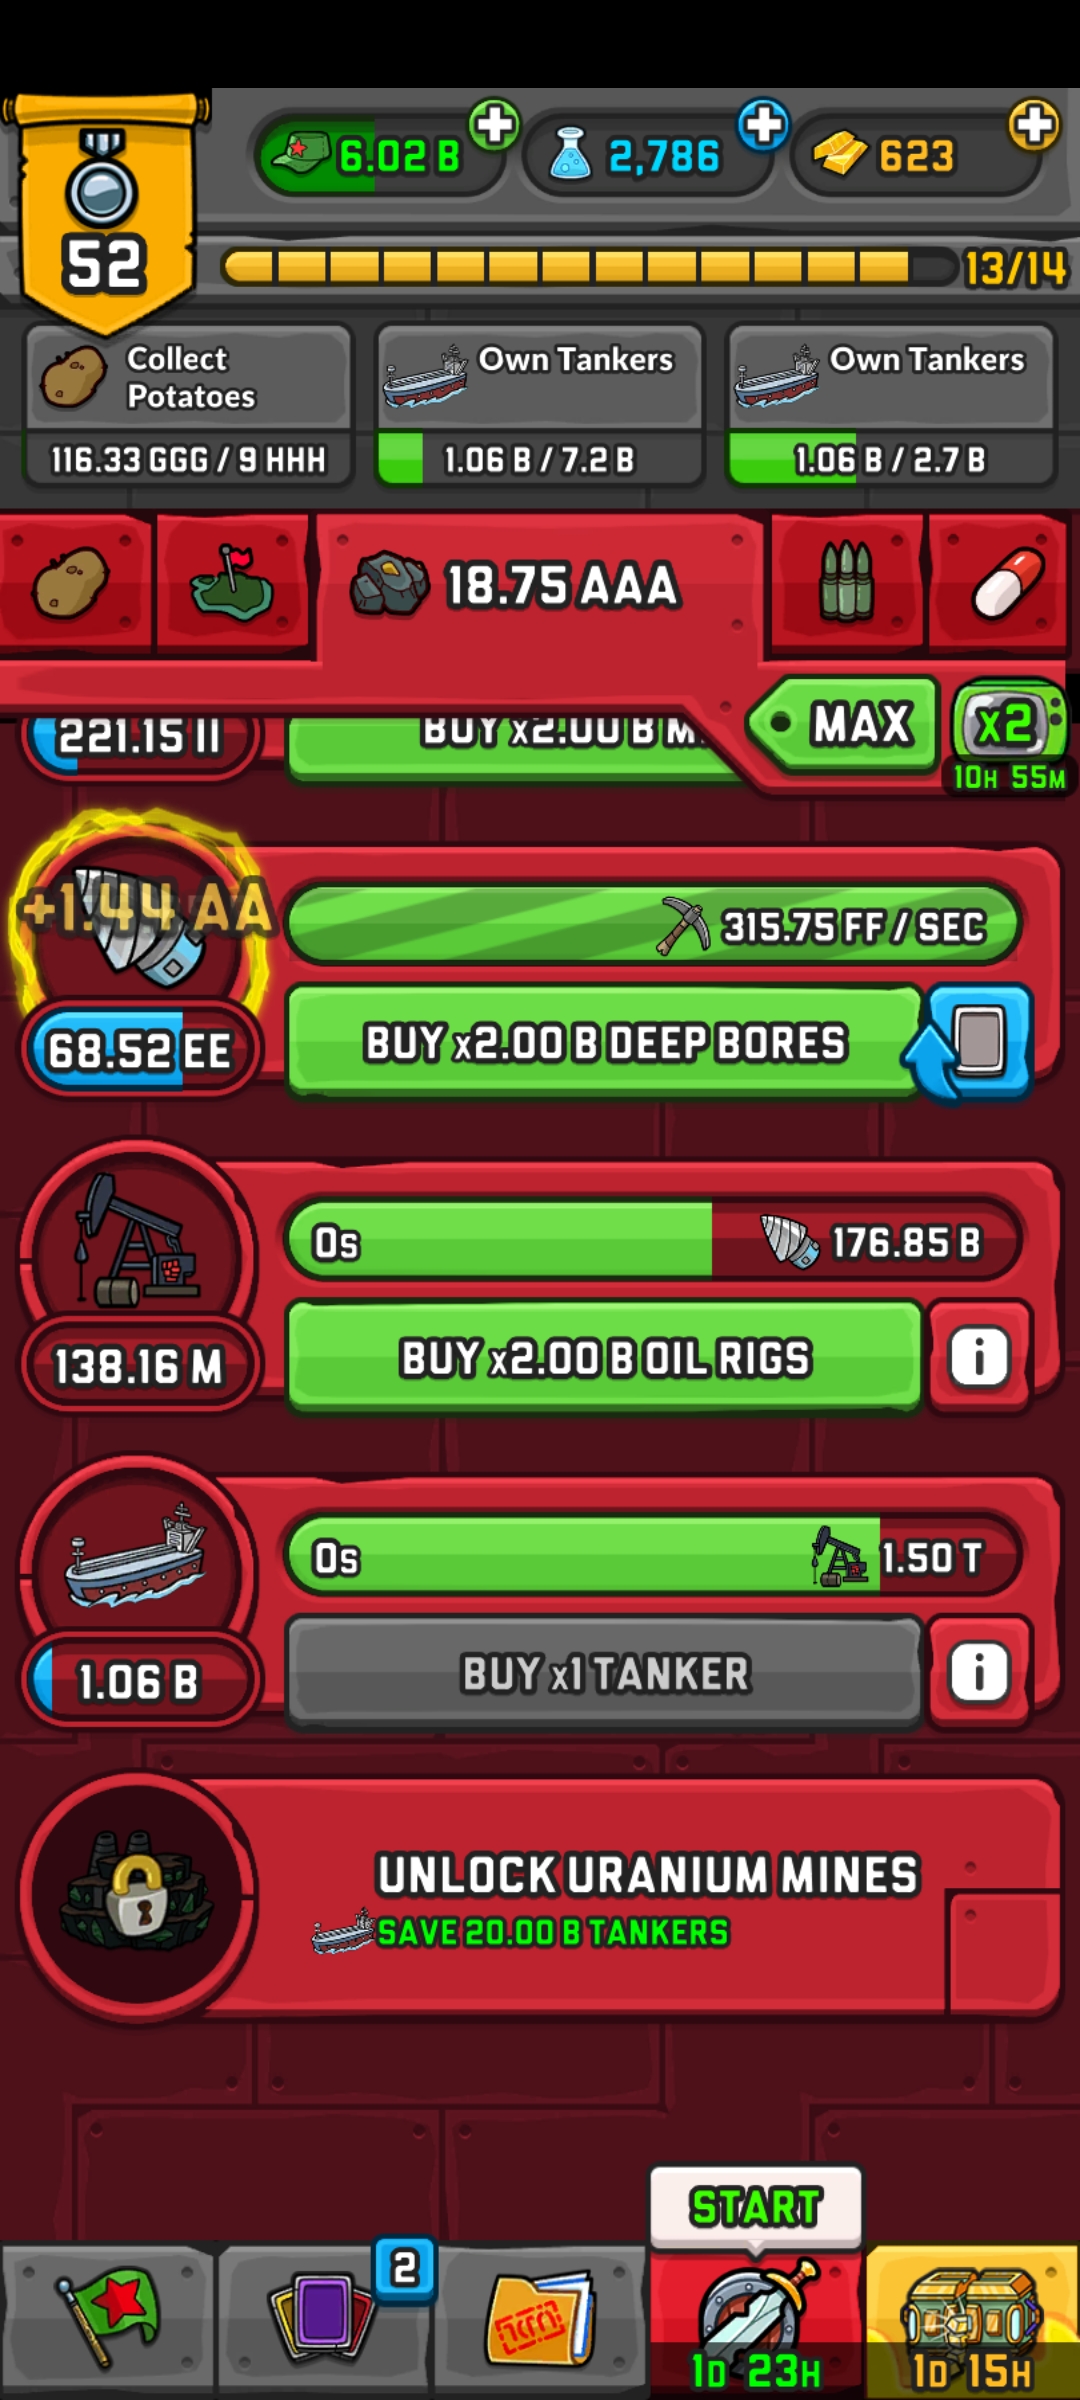 6.02 B
2,786
623
52
13/14
Collect
Potatoes
116.33 GGG / 9 HHH
Own Tankers
1.06 B / 7.2 B
Own Tankers
1.06 B / 2.7 B
18.75 AAA
MAX
x2
10H 55M
221.15 II
BUY x2.00 B M
+1.44 AA
315.75 FF / SEC
68.52 EE
BUY x2.00 B DEEP BORES
0s
176.85 B
138.16 M
BUY x2.00 B OIL RIGS
i
0s
1.50 T
1.06 B
BUY x1 TANKER
i
UNLOCK URANIUM MINES
SAVE 20.00 B TANKERS
START
2
1D 23H
1D 15H